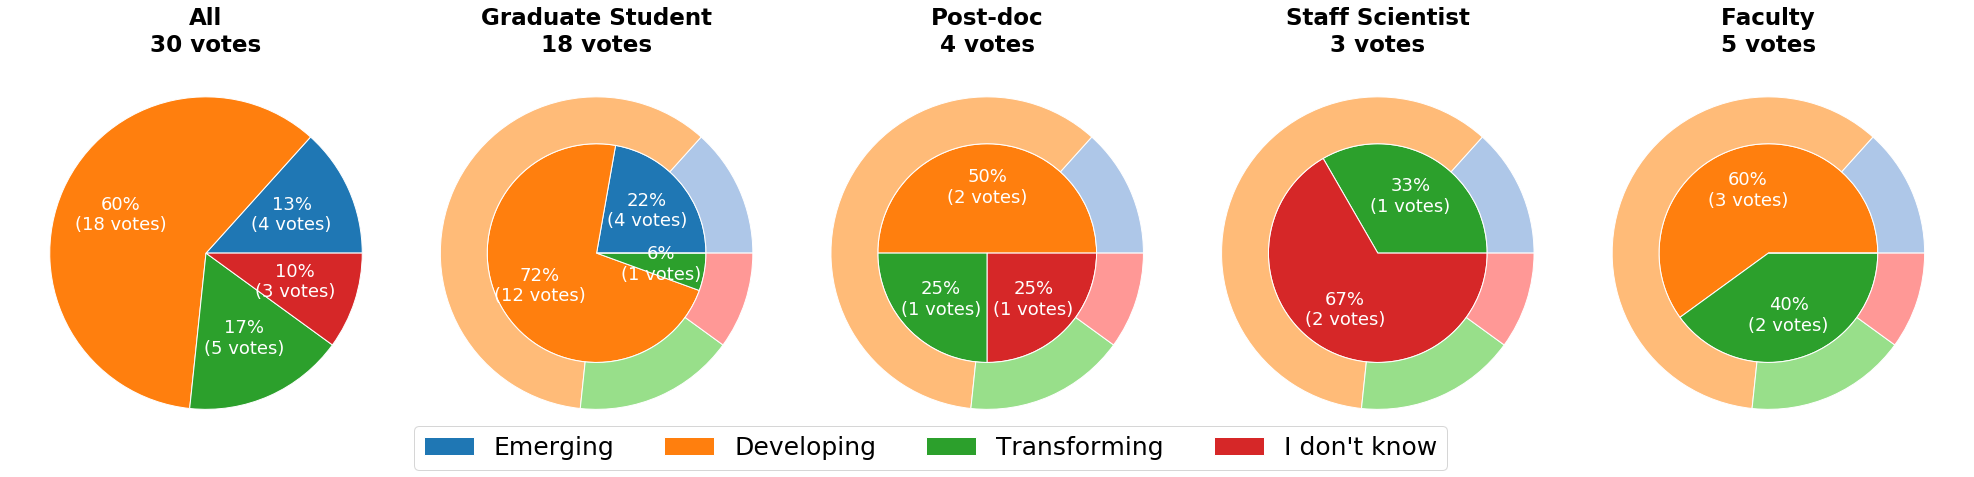 All
30 votes
Graduate Student
18 votes
Post-doc
4 votes
Staff Scientist
3 votes
Faculty
5 votes
60%
(18 votes)
13%
(4 votes)
10%
(3 votes)
17%
(5 votes)
22%
(4 votes)
6%
(1 votes)
72%
(12 votes)
50%
(2 votes)
25%
(1 votes)
25%
(1 votes)
33%
(1 votes)
67%
(2 votes)
60%
(3 votes)
40%
(2 votes)
Emerging
Developing
Transforming
I don't know